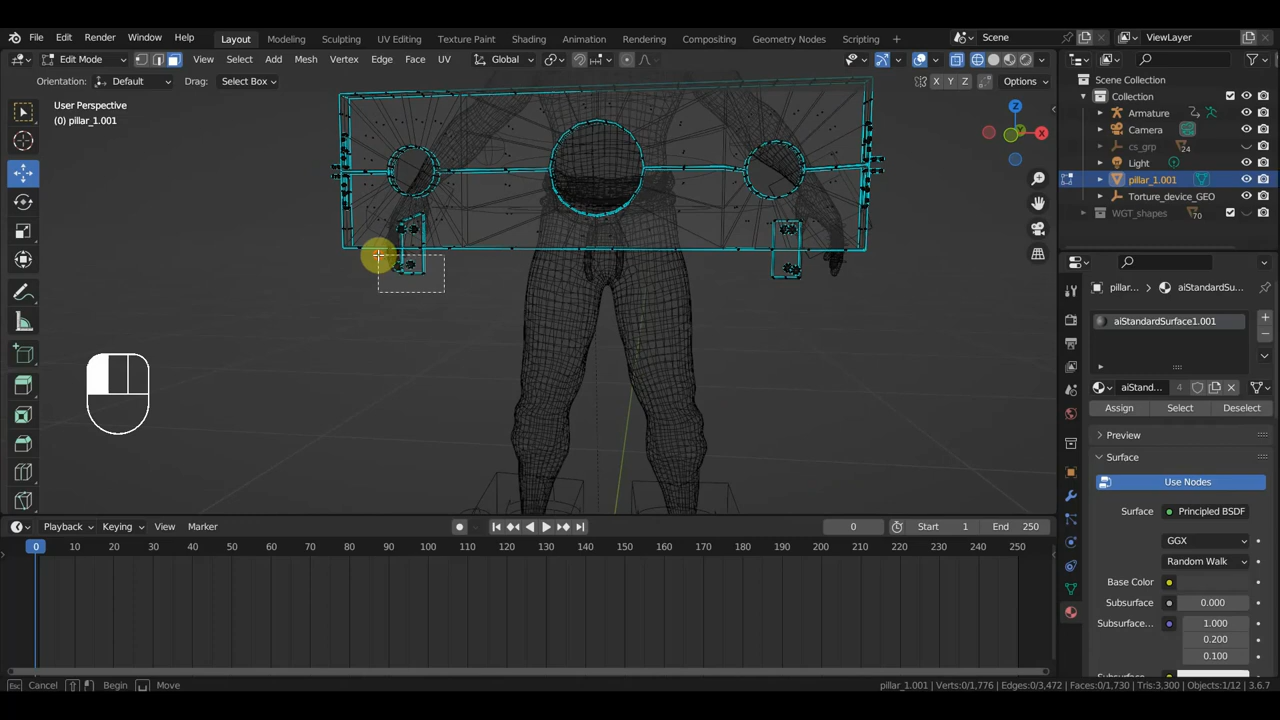 File Edit Render Window Help Layout Modeling Sculpting UV Editing Texture Paint Shading Animation Rendering Compositing Geometry Nodes Scripting + Scene ViewLayer
Edit Mode View Select Add Mesh Vertex Edge Face UV Global
Orientation: Default Drag: Select Box X Y Z Options
User Perspective
(0) pillar_1.001
Z
X
Scene Collection
Collection
Armature
Camera
cs_grp 24
Light
pillar_1.001
Torture_device_GEO
WGT_shapes 70
pillar... aiStandardSu...
aiStandardSurface1.001
aiStand... 4
Assign Select Deselect
Preview
Surface
Use Nodes
Surface Principled BSDF
GGX
Random Walk
Base Color
Subsurface 0.000
Subsurface... 1.000
0.200
0.100
Playback Keying View Marker 0 Start 1 End 250
0 10 20 30 40 50 60 70 80 90 100 110 120 130 140 150 160 170 180 190 200 210 220 230 240 250
Esc Cancel Begin Move pillar_1.001 | Verts:0/1,776 | Edges:0/3,472 | Faces:0/1,730 | Tris:3,300 | Objects:1/12 | 3.6.7